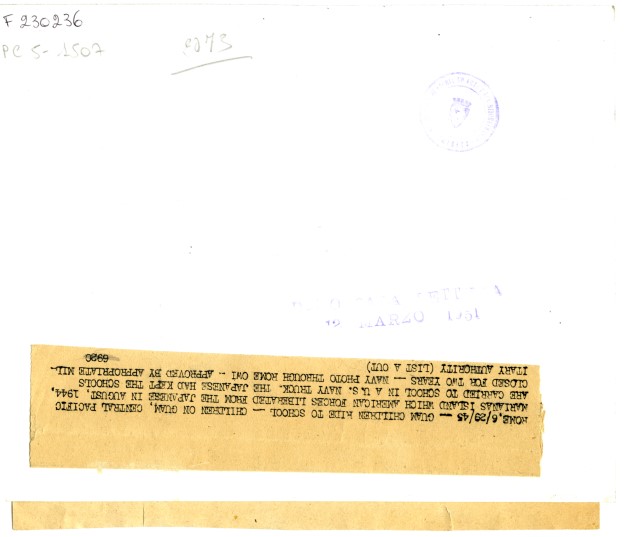 F 230236
PC 5- 1507
MARZO 1951
ROME, 6/29/45 -- GUAM CHILDREN RIDE TO SCHOOL -- CHILDREN ON GUAM, CENTRAL PACIFIC
MARIANAS ISLAND WHICH AMERICAN FORCES LIBERATED FROM THE JAPANESE IN AUGUST, 1944,
ARE CARRIED TO SCHOOL IN A U.S. NAVY TRUCK. THE JAPANESE HAD KEPT THE SCHOOLS
CLOSED FOR TWO YEARS -- NAVY PHOTO THROUGH ROME OWI -- APPROVED BY APPROPRIATE MIL-
ITARY AUTHORITY (LIST A OUT)
692C